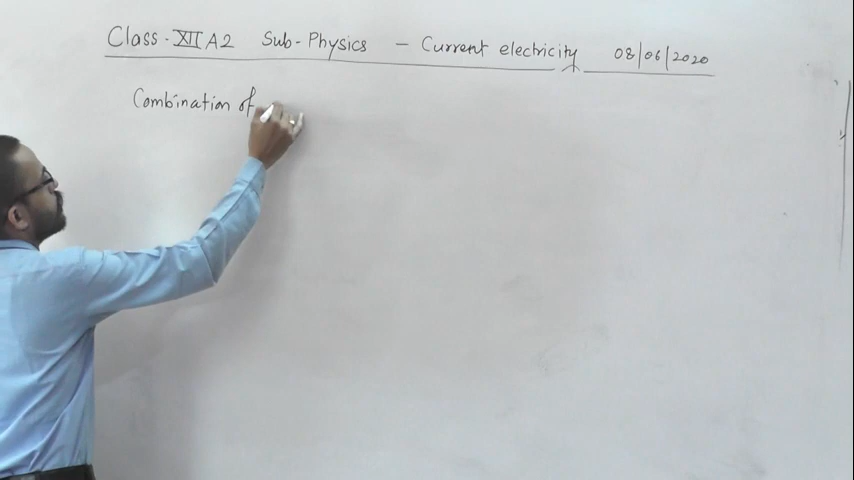 Class - XII A2 Sub - Physics - Current electricity 08/06/2020
Combination of